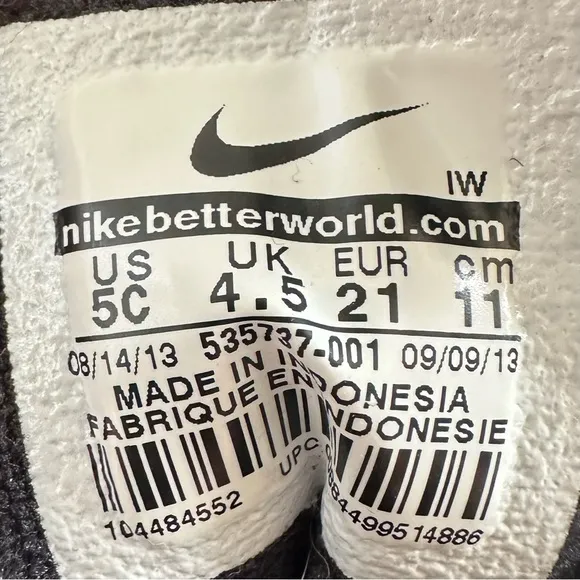 IW
nikebetterworld.com
US UK EUR cm
5C 4.5 21 11
08/14/13 535737-001 09/09/13
MADE IN INDONESIA
FABRIQUE EN INDONESIE
104484552 UPC 884499514886